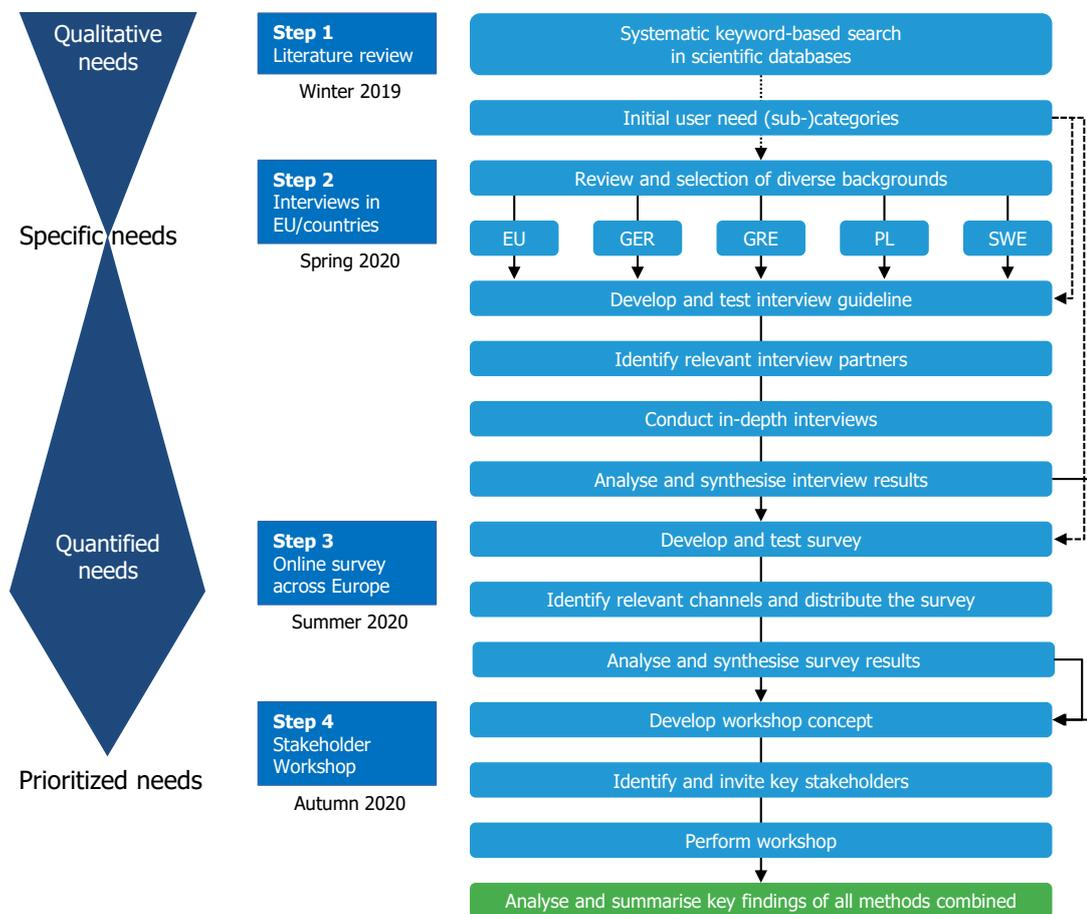 Qualitative
needs
Specific needs
Quantified
needs
Prioritized needs
Step 1
Literature review
Winter 2019
Step 2
Interviews in
EU/countries
Spring 2020
Step 3
Online survey
across Europe
Summer 2020
Step 4
Stakeholder
Workshop
Autumn 2020
Systematic keyword-based search
in scientific databases
Initial user need (sub-)categories
Review and selection of diverse backgrounds
EU GER GRE PL SWE
Develop and test interview guideline
Identify relevant interview partners
Conduct in-depth interviews
Analyse and synthesise interview results
Develop and test survey
Identify relevant channels and distribute the survey
Analyse and synthesise survey results
Develop workshop concept
Identify and invite key stakeholders
Perform workshop
Analyse and summarise key findings of all methods combined